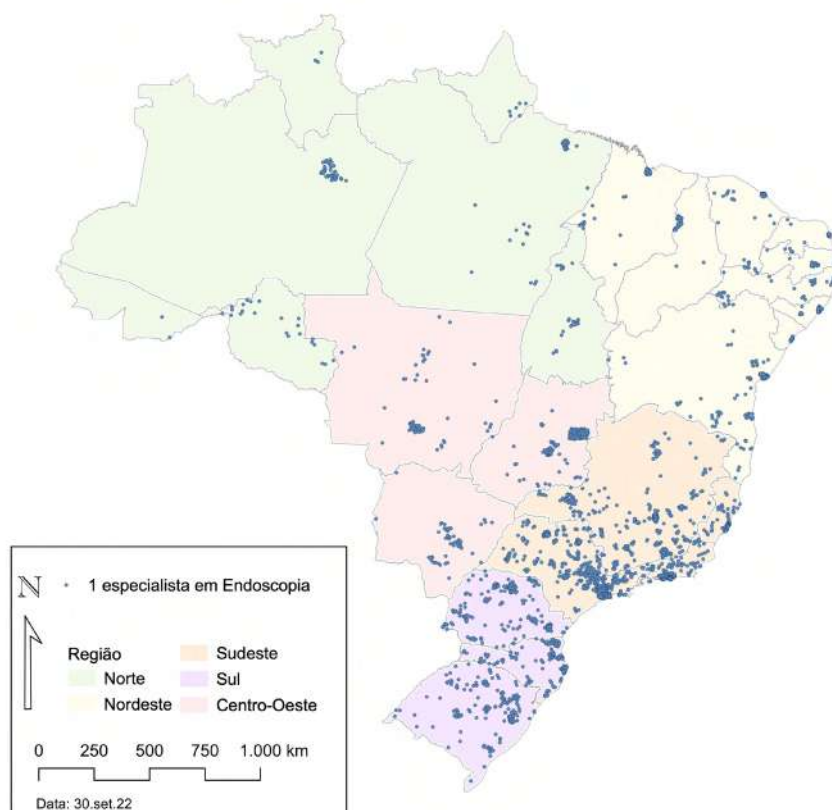 N
1 especialista em Endoscopia
Região
Norte
Nordeste
Sudeste
Sul
Centro-Oeste
0 250 500 750 1.000 km
Data: 30.set.22